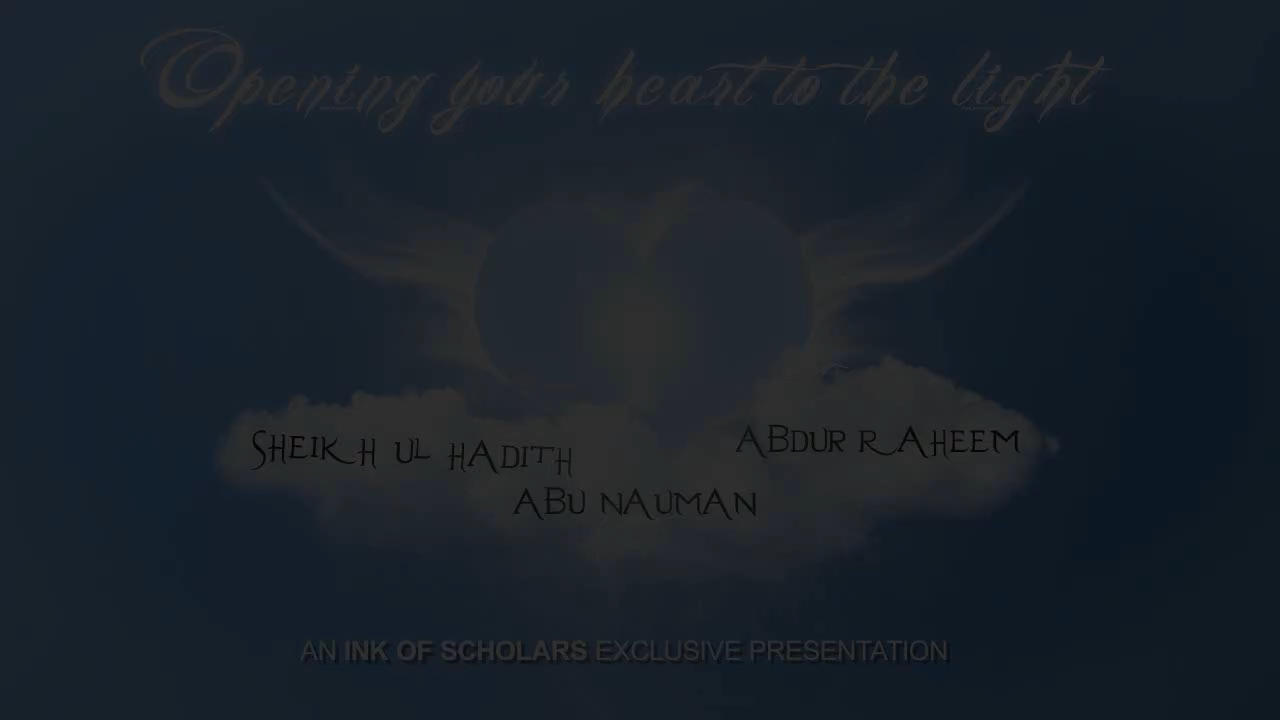 Opening your heart to the light
SHEIKH UL HADITH
ABDUR RAHEEM
ABU NAUMAN
AN INK OF SCHOLARS EXCLUSIVE PRESENTATION